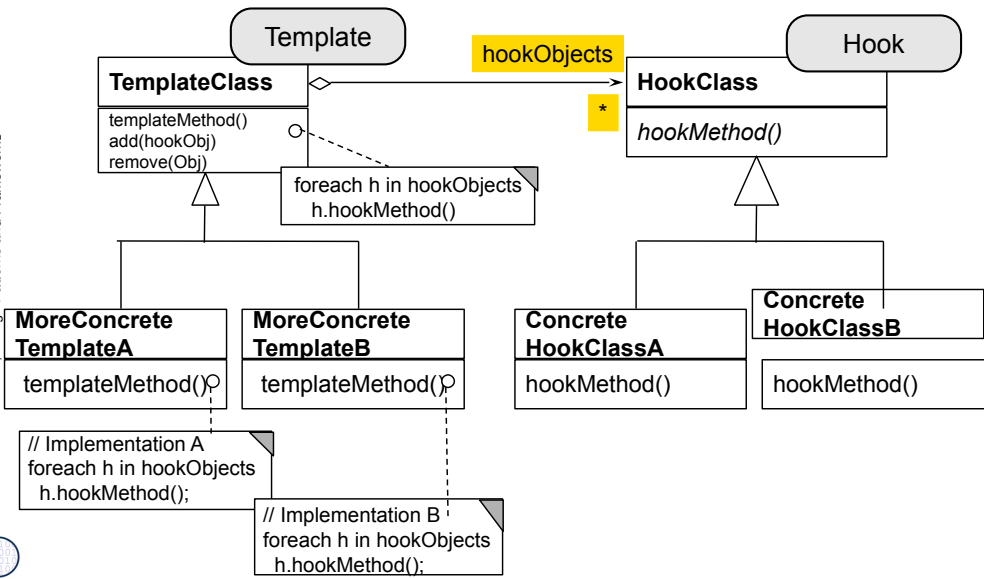 Template
Hook
hookObjects
*
TemplateClass
templateMethod()
add(hookObj)
remove(Obj)
HookClass
hookMethod()
foreach h in hookObjects
h.hookMethod()
MoreConcrete
TemplateA
templateMethod()
MoreConcrete
TemplateB
templateMethod()
Concrete
HookClassA
hookMethod()
Concrete
HookClassB
hookMethod()
// Implementation A
foreach h in hookObjects
h.hookMethod();
// Implementation B
foreach h in hookObjects
h.hookMethod();